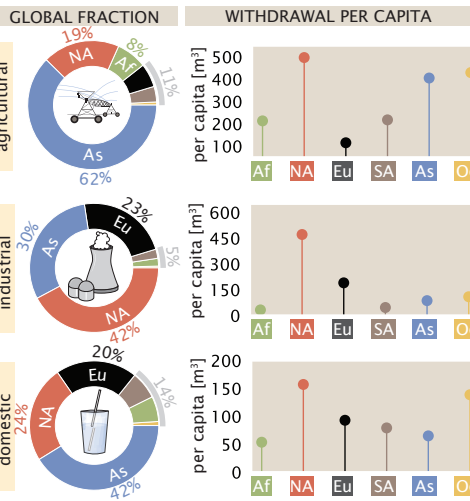 GLOBAL FRACTION
WITHDRAWAL PER CAPITA
agricultural
19%
8%
11%
NA
Af
As
62%
per capita [m³]
500
400
300
200
100
Af NA Eu SA As
industrial
30%
23%
5%
As
Eu
NA
42%
per capita [m³]
600
450
300
150
0
Af NA Eu SA As
domestic
20%
24%
14%
Eu
NA
As
42%
per capita [m³]
200
150
100
50
0
Af NA Eu SA As